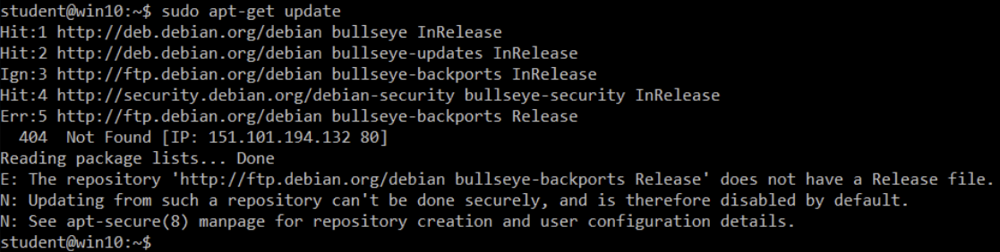 student@win10:~$ sudo apt-get update
Hit:1 http://deb.debian.org/debian bullseye InRelease
Hit:2 http://deb.debian.org/debian bullseye-updates InRelease
Ign:3 http://ftp.debian.org/debian bullseye-backports InRelease
Hit:4 http://security.debian.org/debian-security bullseye-security InRelease
Err:5 http://ftp.debian.org/debian bullseye-backports Release
  404  Not Found [IP: 151.101.194.132 80]
Reading package lists... Done
E: The repository 'http://ftp.debian.org/debian bullseye-backports Release' does not have a Release file.
N: Updating from such a repository can't be done securely, and is therefore disabled by default.
N: See apt-secure(8) manpage for repository creation and user configuration details.
student@win10:~$